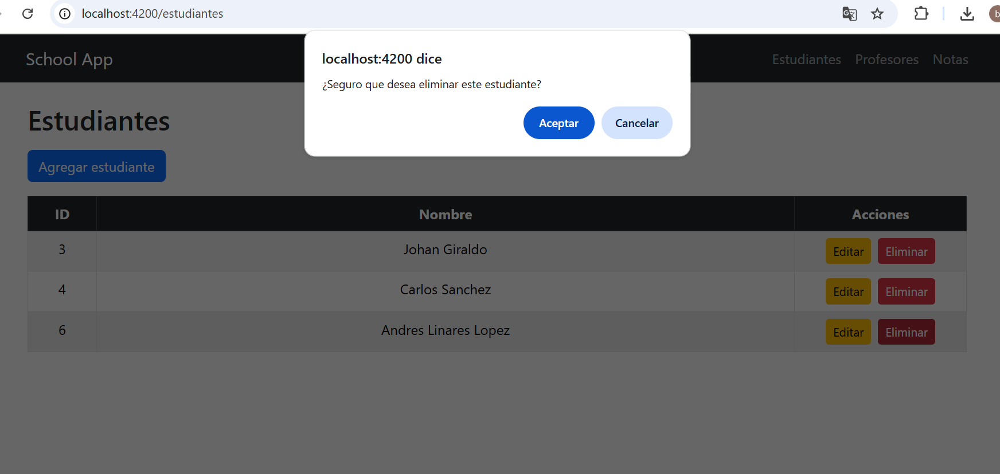 localhost:4200/estudiantes
School App
Estudiantes Profesores Notas
localhost:4200 dice
¿Seguro que desea eliminar este estudiante?
Aceptar Cancelar
Estudiantes
Agregar estudiante
ID Nombre Acciones
3 Johan Giraldo Editar Eliminar
4 Carlos Sanchez Editar Eliminar
6 Andres Linares Lopez Editar Eliminar
b